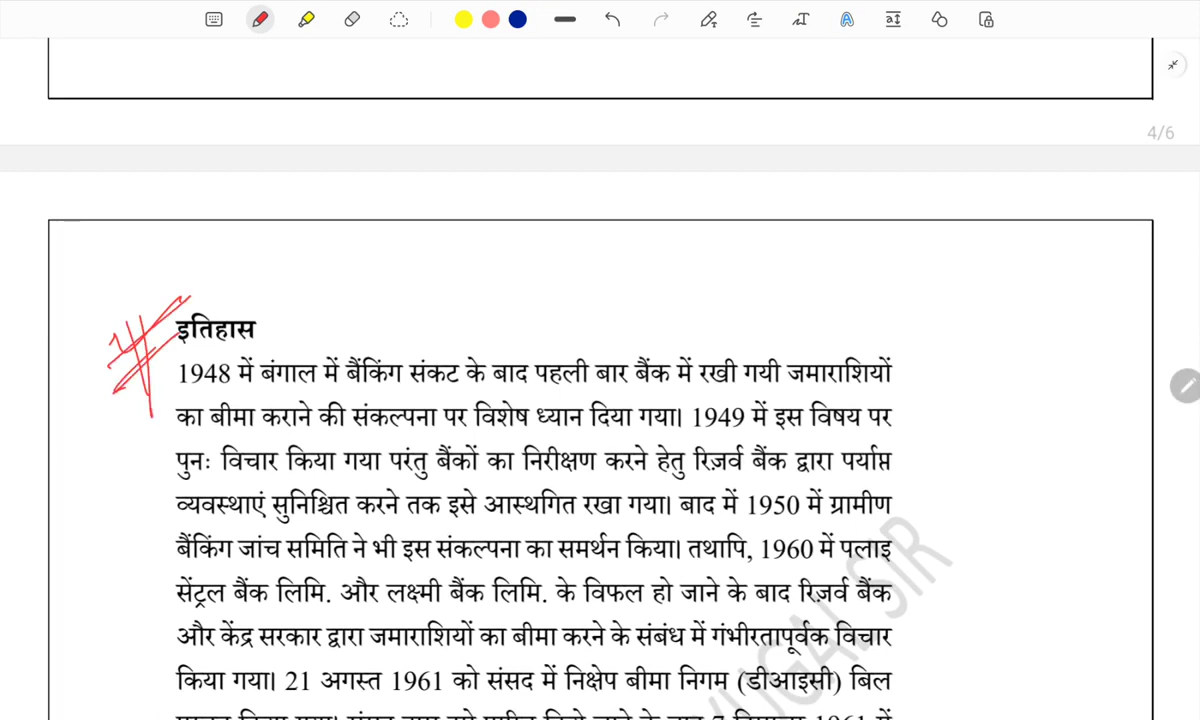 4/6
इतिहास
1948 में बंगाल में बैंकिंग संकट के बाद पहली बार बैंक में रखी गयी जमाराशियों
का बीमा कराने की संकल्पना पर विशेष ध्यान दिया गया। 1949 में इस विषय पर
पुनः विचार किया गया परंतु बैंकों का निरीक्षण करने हेतु रिज़र्व बैंक द्वारा पर्याप्त
व्यवस्थाएं सुनिश्चित करने तक इसे आस्थगित रखा गया। बाद में 1950 में ग्रामीण
बैंकिंग जांच समिति ने भी इस संकल्पना का समर्थन किया। तथापि, 1960 में पलाइ
सेंट्रल बैंक लिमि. और लक्ष्मी बैंक लिमि. के विफल हो जाने के बाद रिज़र्व बैंक
और केंद्र सरकार द्वारा जमाराशियों का बीमा करने के संबंध में गंभीरतापूर्वक विचार
किया गया। 21 अगस्त 1961 को संसद में निक्षेप बीमा निगम (डीआइसी) बिल
YUGAL SIR